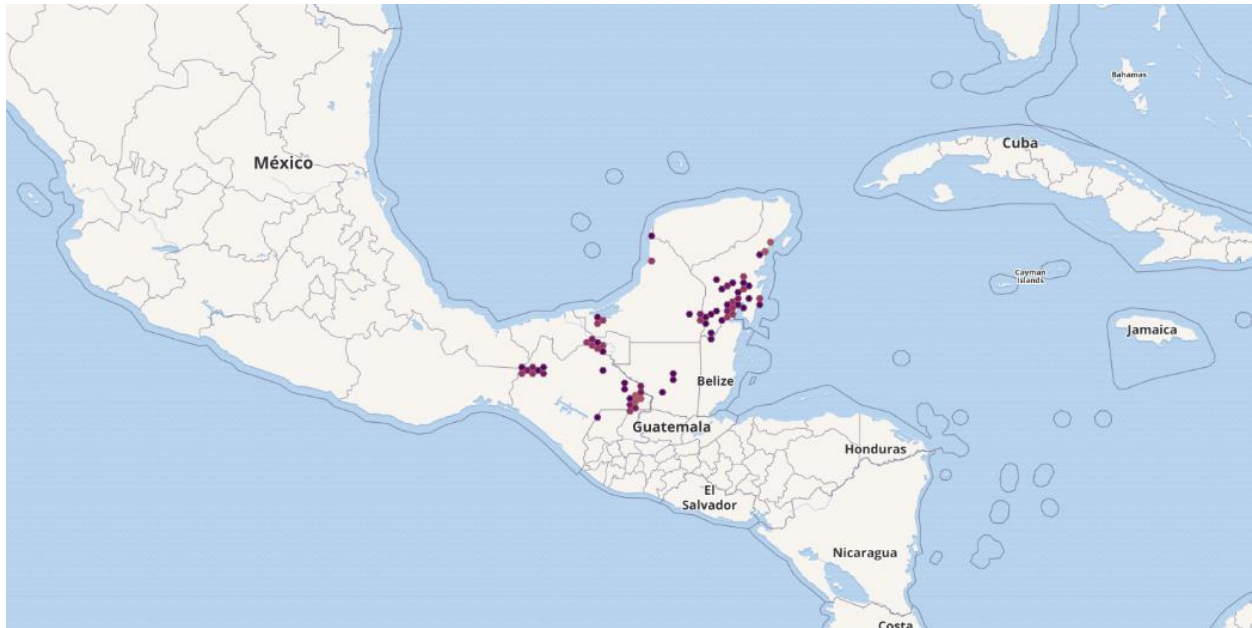 Bahamas
Cuba
México
Cayman
Islands
Jamaica
Belize
Guatemala
Honduras
El
Salvador
Nicaragua
Costa